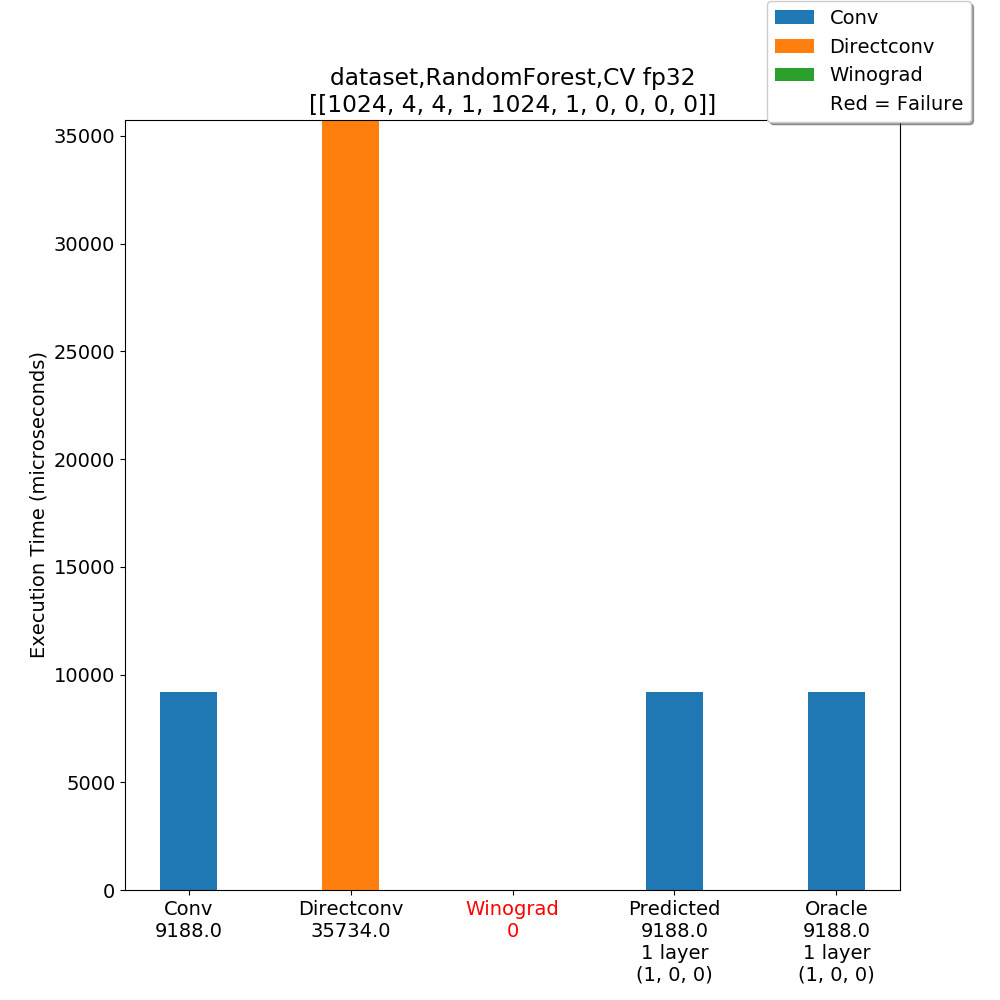 Conv
Directconv
Winograd
Red = Failure
dataset,RandomForest,CV fp32
[[1024, 4, 4, 1, 1024, 1, 0, 0, 0, 0]]
Execution Time (microseconds)
35000
30000
25000
20000
15000
10000
5000
0
Conv
9188.0
Directconv
35734.0
Winograd
0
Predicted
9188.0
1 layer
(1, 0, 0)
Oracle
9188.0
1 layer
(1, 0, 0)